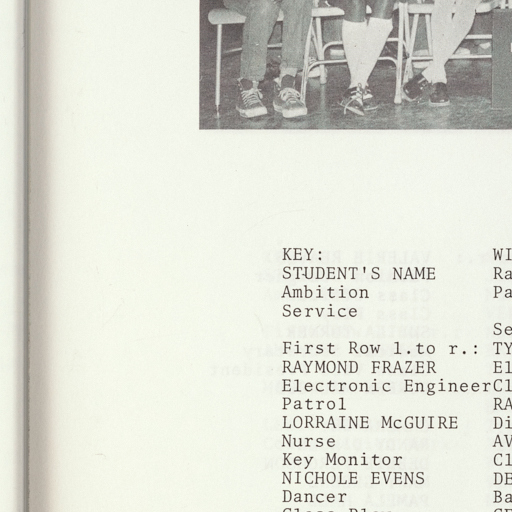 KEY:
STUDENT'S NAME
Ambition
Service
First Row l.to r.:
RAYMOND FRAZER
Electronic Engineer
Patrol
LORRAINE McGUIRE
Nurse
Key Monitor
NICHOLE EVENS
Dancer
WI
Ra
Pa
Se
TY
El
Cl
RA
Di
AV
Cl
DE
Ba